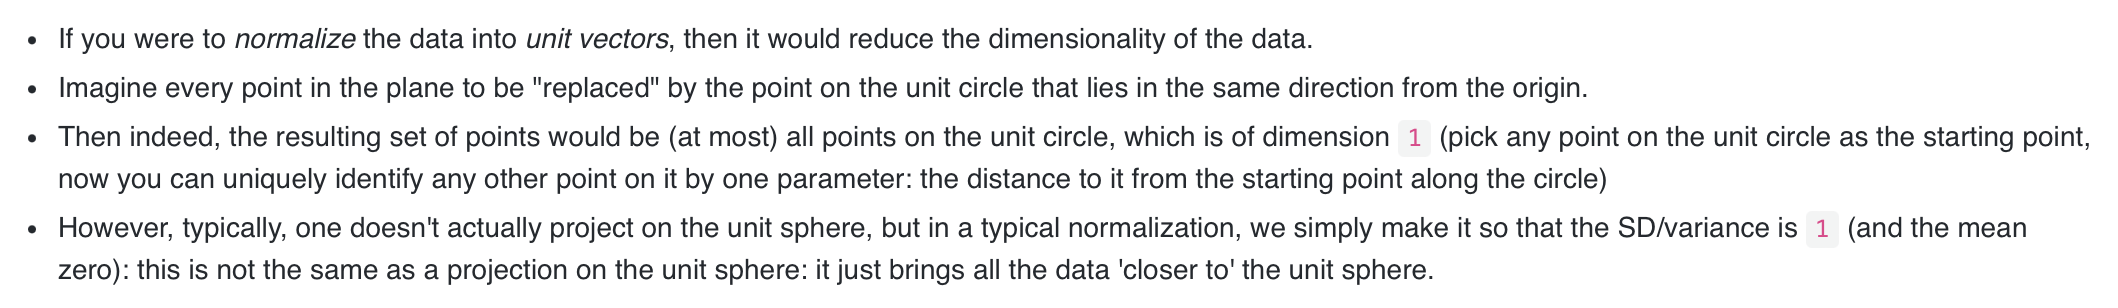 If you were to normalize the data into unit vectors, then it would reduce the dimensionality of the data.
Imagine every point in the plane to be "replaced" by the point on the unit circle that lies in the same direction from the origin.
Then indeed, the resulting set of points would be (at most) all points on the unit circle, which is of dimension 1 (pick any point on the unit circle as the starting point,
now you can uniquely identify any other point on it by one parameter: the distance to it from the starting point along the circle)
However, typically, one doesn't actually project on the unit sphere, but in a typical normalization, we simply make it so that the SD/variance is 1 (and the mean
zero): this is not the same as a projection on the unit sphere: it just brings all the data 'closer to' the unit sphere.